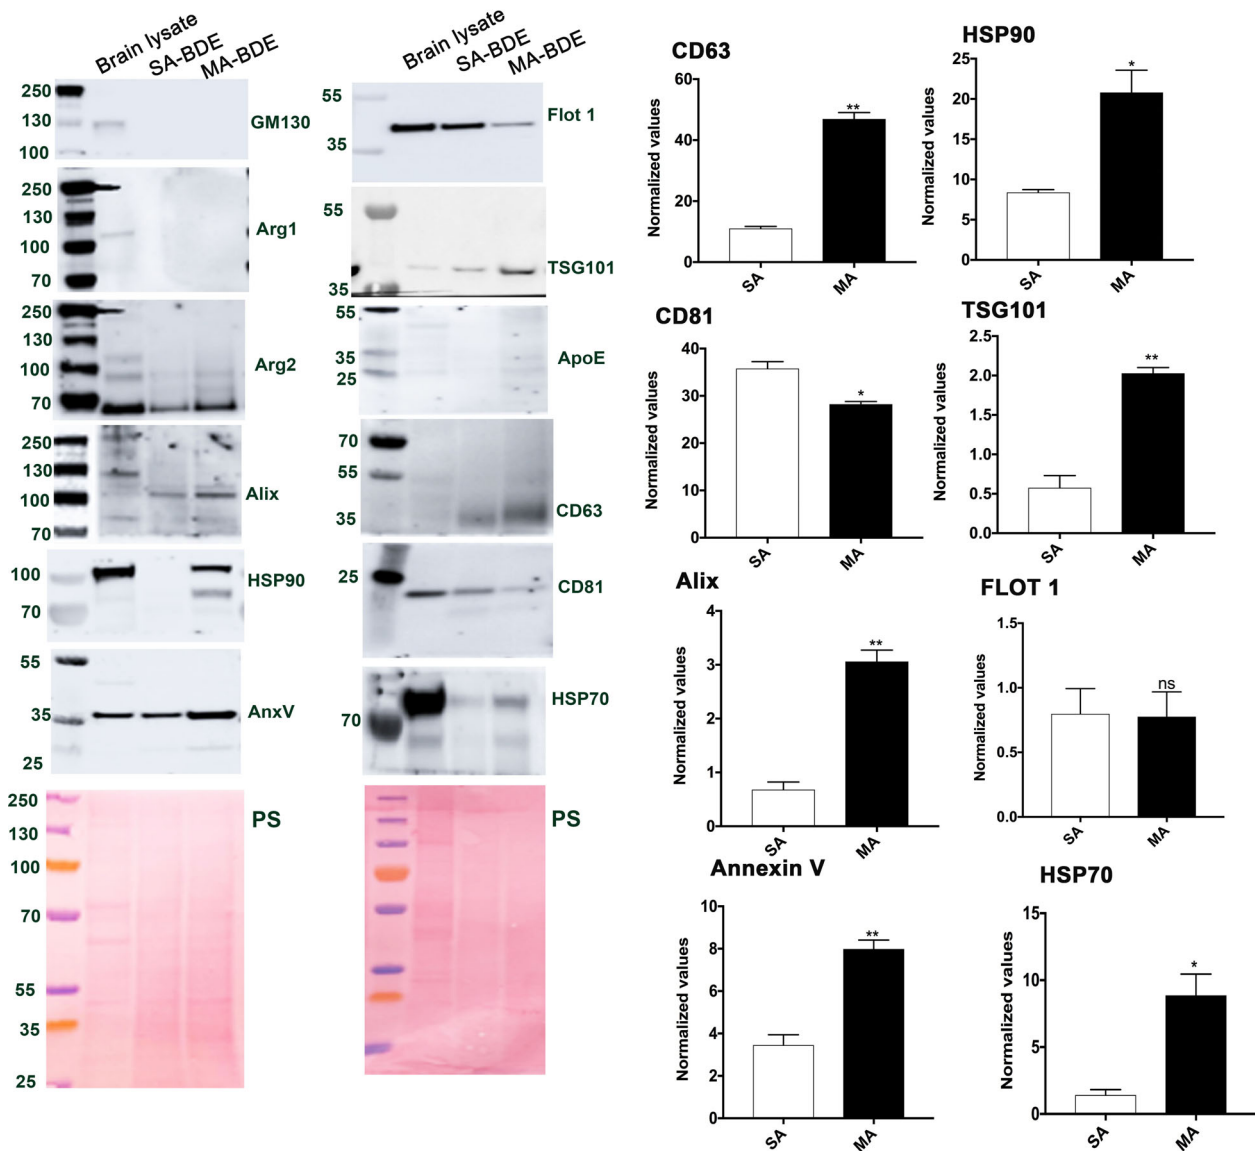 Brain lysate
SA-BDE
MA-BDE
250
130
100
GM130
250
130
100
70
Arg1
250
130
100
70
Arg2
250
130
100
70
Alix
100
70
HSP90
55
35
25
AnxV
250
130
100
70
55
35
25
PS
Brain lysate
SA-BDE
MA-BDE
55
35
Flot 1
55
35
TSG101
55
35
25
ApoE
70
55
35
CD63
25
CD81
70
HSP70
PS
CD63
Normalized values
60
40
20
0
**
SA
MA
HSP90
Normalized values
25
20
15
10
5
0
*
SA
MA
CD81
Normalized values
40
30
20
10
0
*
SA
MA
TSG101
Normalized values
2.5
2.0
1.5
1.0
0.5
0.0
**
SA
MA
Alix
Normalized values
4
3
2
1
0
**
SA
MA
FLOT 1
Normalized values
1.5
1.0
0.5
0.0
ns
SA
MA
Annexin V
Normalized values
10
8
6
4
2
0
**
SA
MA
HSP70
Normalized values
15
10
5
0
*
SA
MA